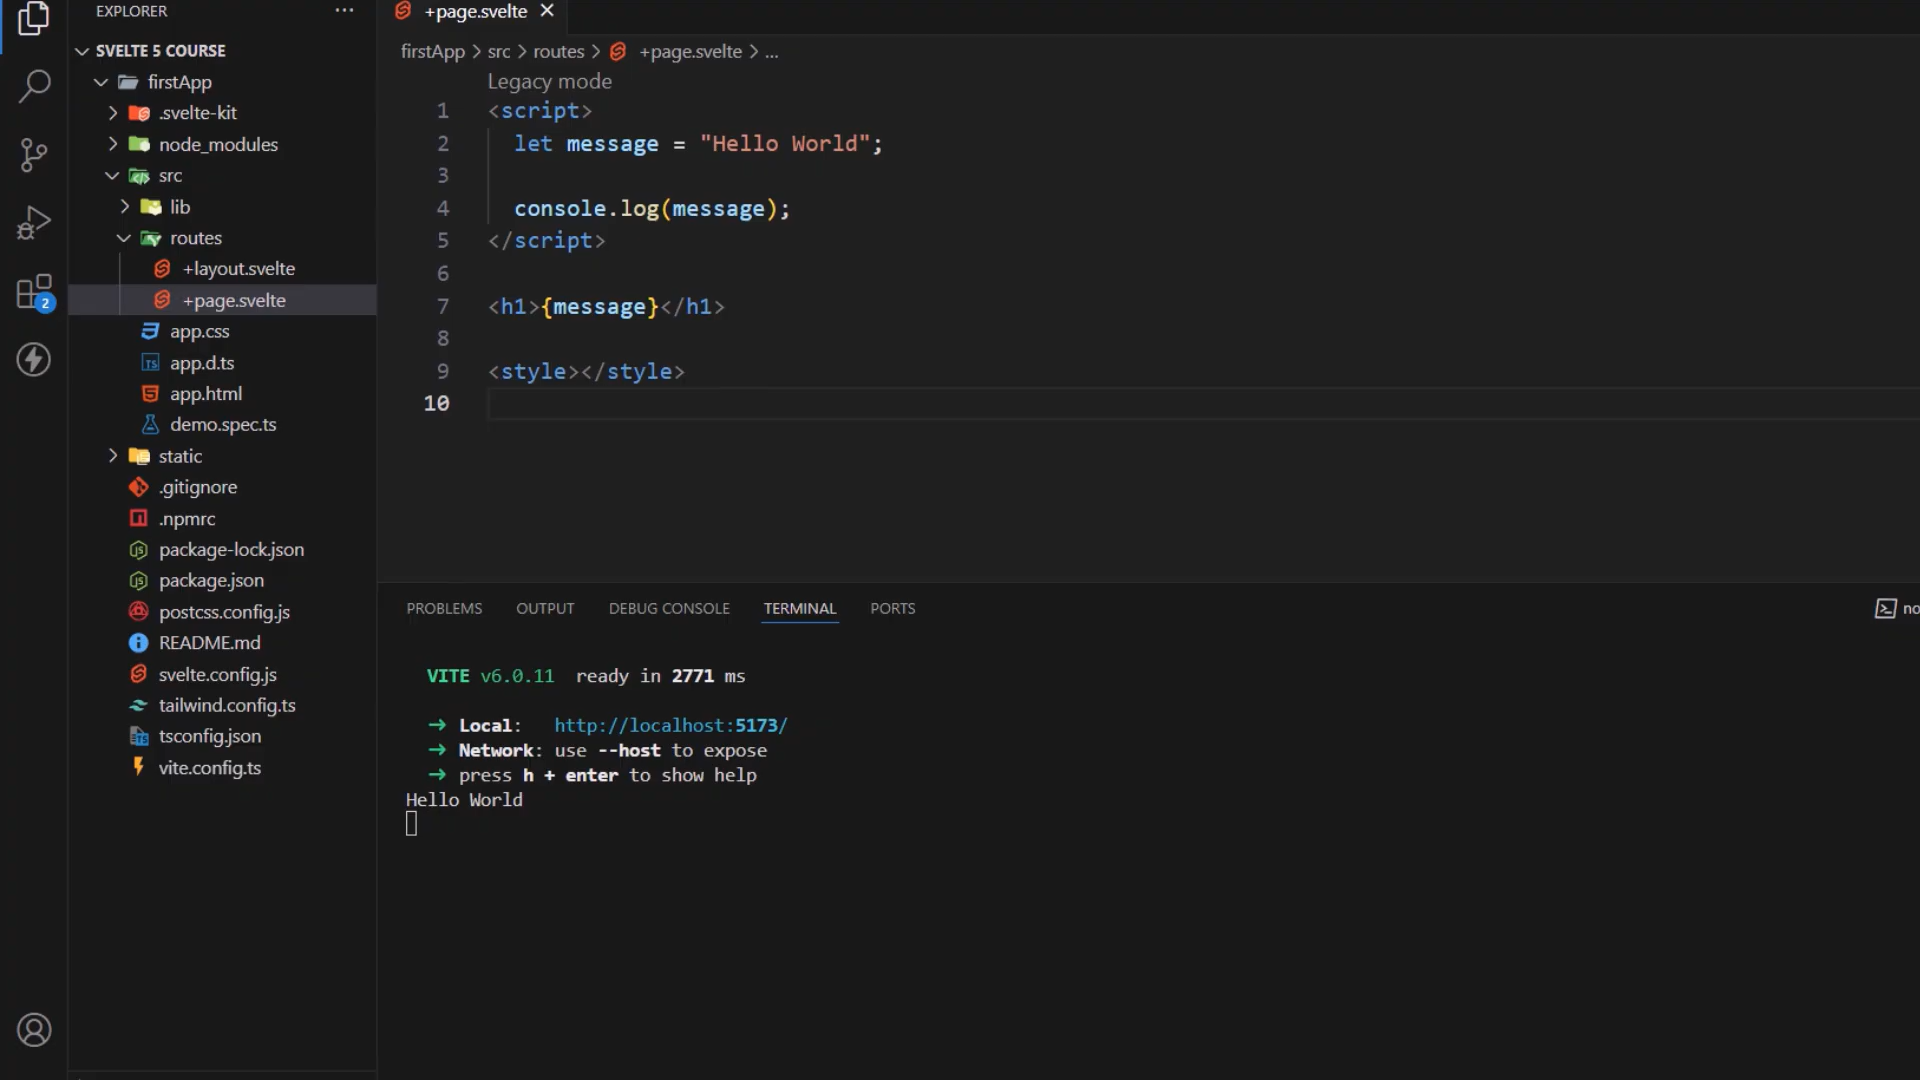 EXPLORER
SVELTE 5 COURSE
firstApp
.svelte-kit
node_modules
src
lib
routes
+layout.svelte
+page.svelte
app.css
app.d.ts
app.html
demo.spec.ts
static
.gitignore
.npmrc
package-lock.json
package.json
postcss.config.js
README.md
svelte.config.js
tailwind.config.ts
tsconfig.json
vite.config.ts
2
+page.svelte
firstApp > src > routes > +page.svelte > ...
Legacy mode
1 <script>
2 let message = "Hello World";
3
4 console.log(message);
5 </script>
6
7 <h1>{message}</h1>
8
9 <style></style>
10
PROBLEMS OUTPUT DEBUG CONSOLE TERMINAL PORTS
VITE v6.0.11 ready in 2771 ms
➜ Local: http://localhost:5173/
➜ Network: use --host to expose
➜ press h + enter to show help
Hello World